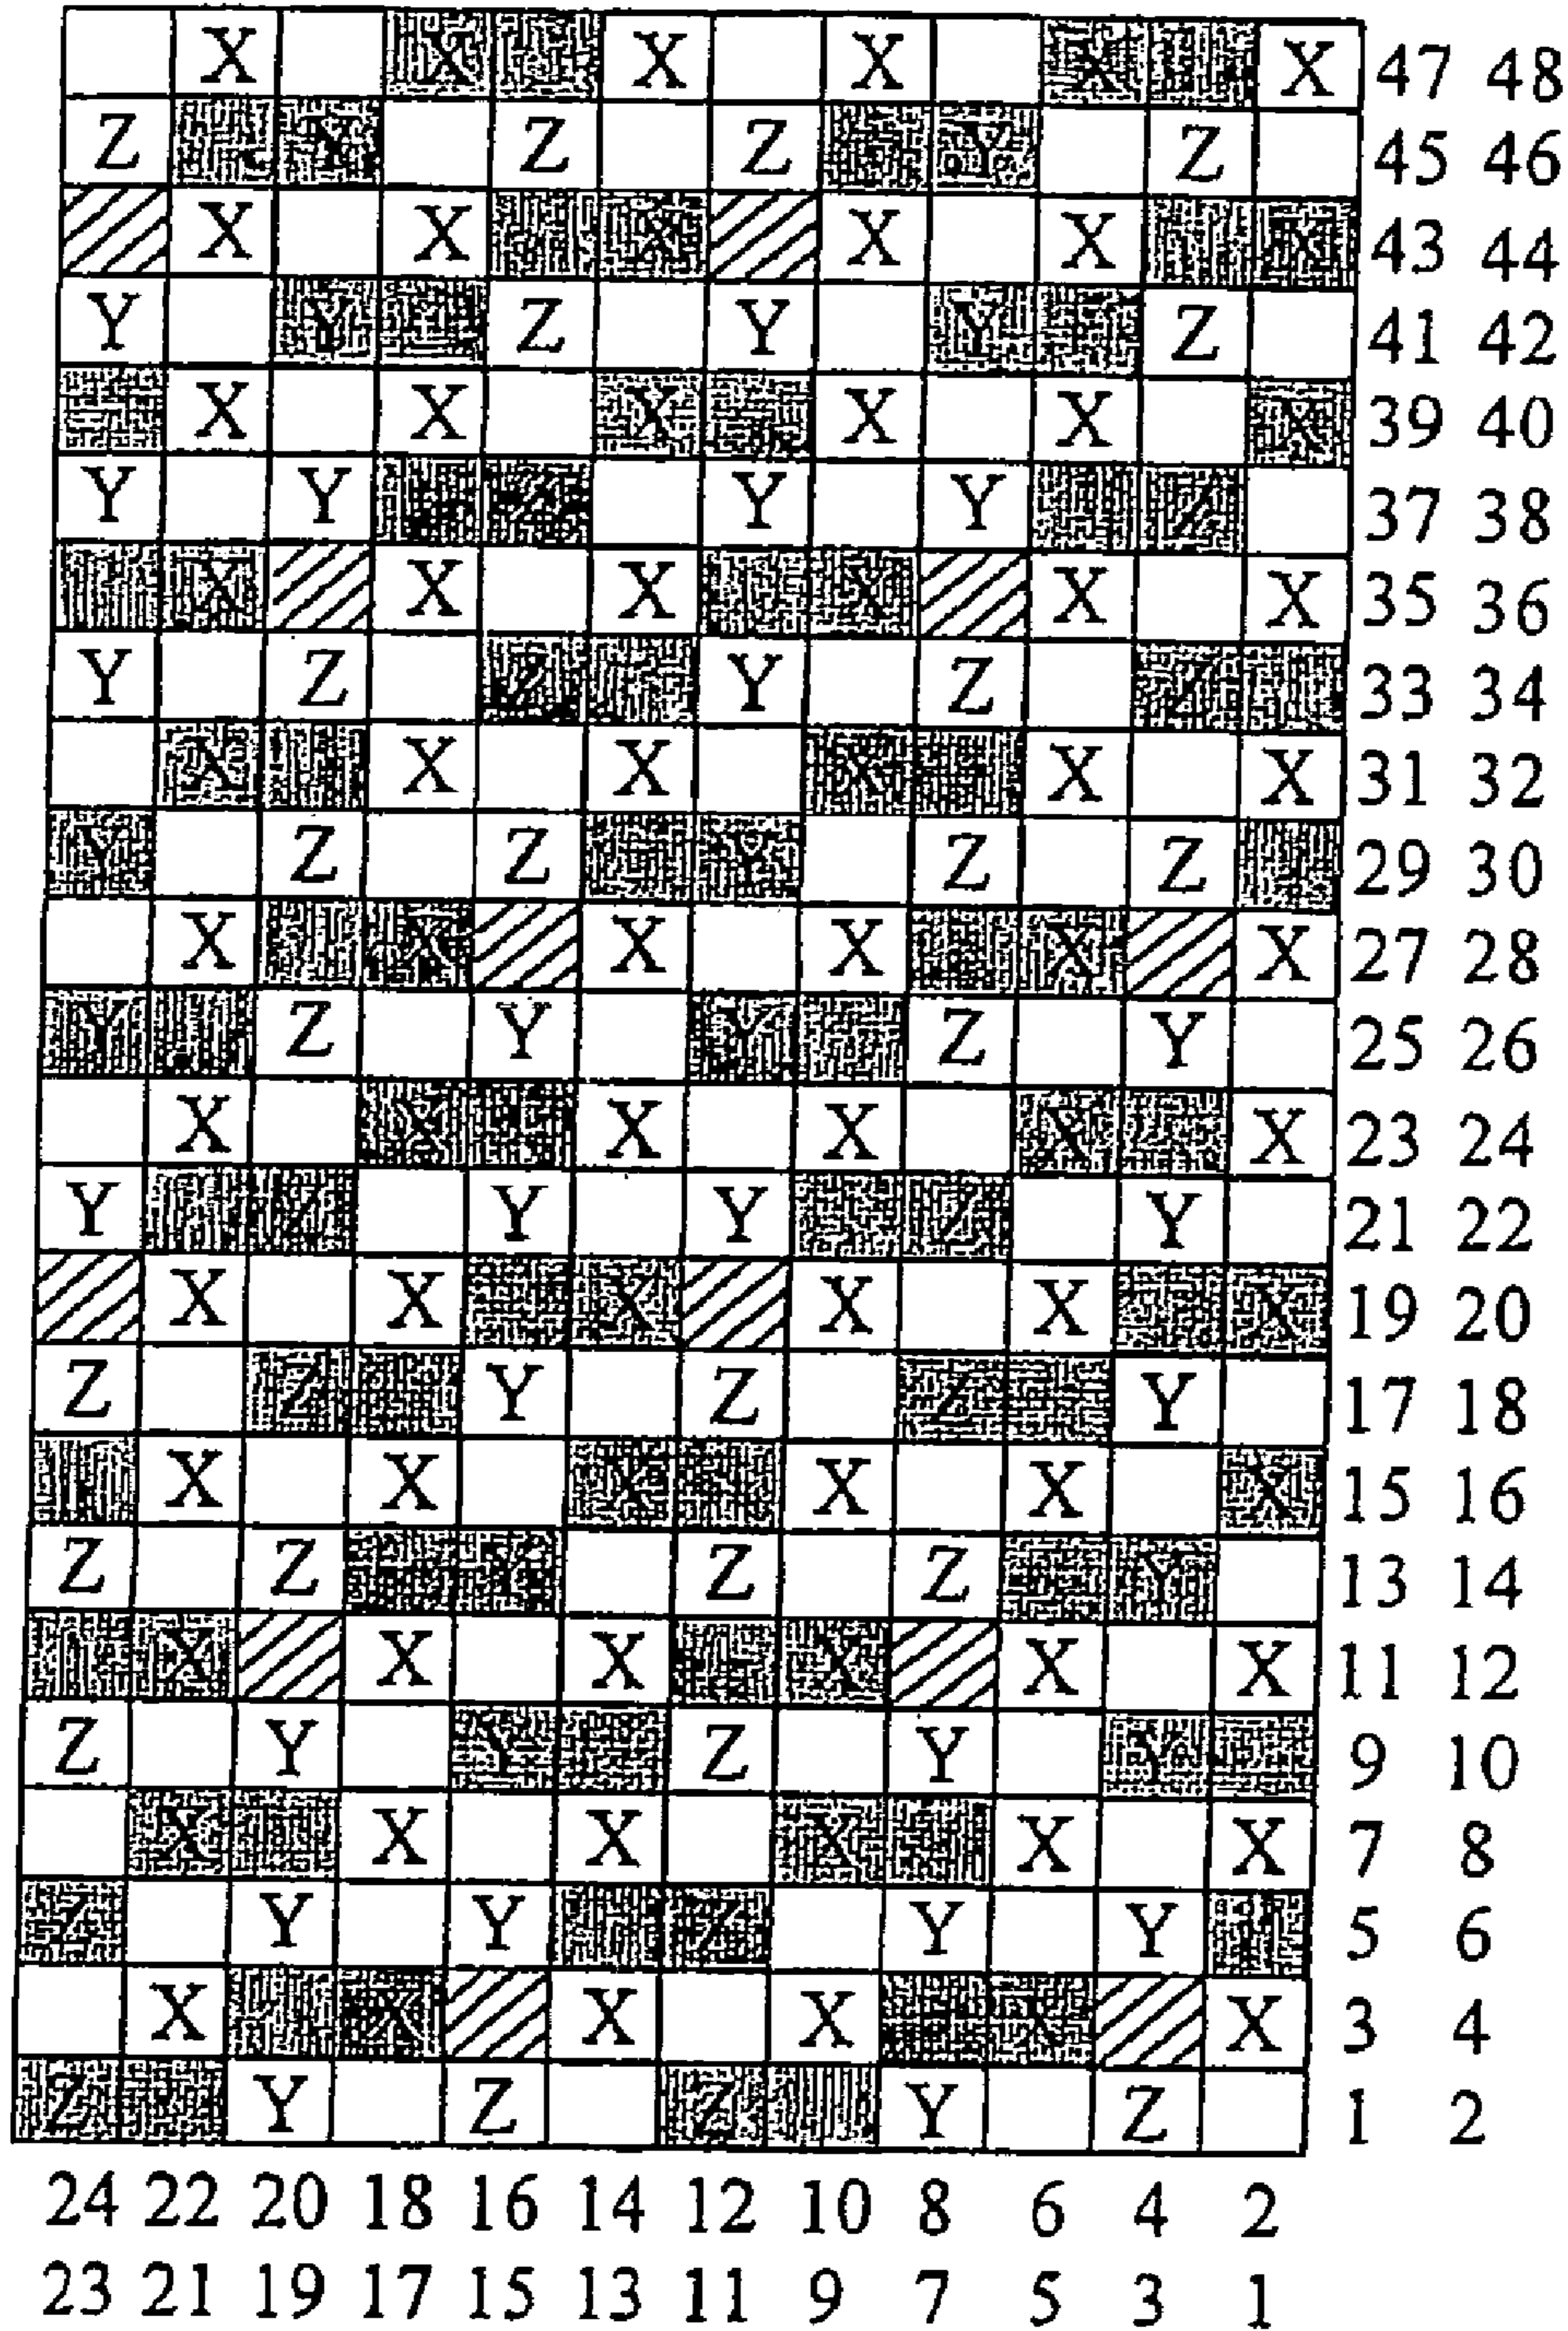 X X X X X X 47 48
Z Y Z Z Y Z 45 46
X X X X X X 43 44
Y Y Z Y Y Z 41 42
X X X X X X 39 40
Y Y Z Y Y Z 37 38
X X X X X X 35 36
Y Z Z Y Z Z 33 34
X X X X X X 31 32
Y Z Z Y Z Z 29 30
X X X X X X 27 28
Y Z Y Y Z Y 25 26
X X X X X X 23 24
Y Z Y Y Z Y 21 22
X X X X X X 19 20
Z Z Y Z Z Y 17 18
X X X X X X 15 16
Z Z Y Z Z Y 13 14
X X X X X X 11 12
Z Y Y Z Y Y 9 10
X X X X X X 7 8
Z Y Y Z Y Y 5 6
X X X X X X 3 4
Z Y Z Z Y Z 1 2
24 22 20 18 16 14 12 10 8 6 4 2
23 21 19 17 15 13 11 9 7 5 3 1